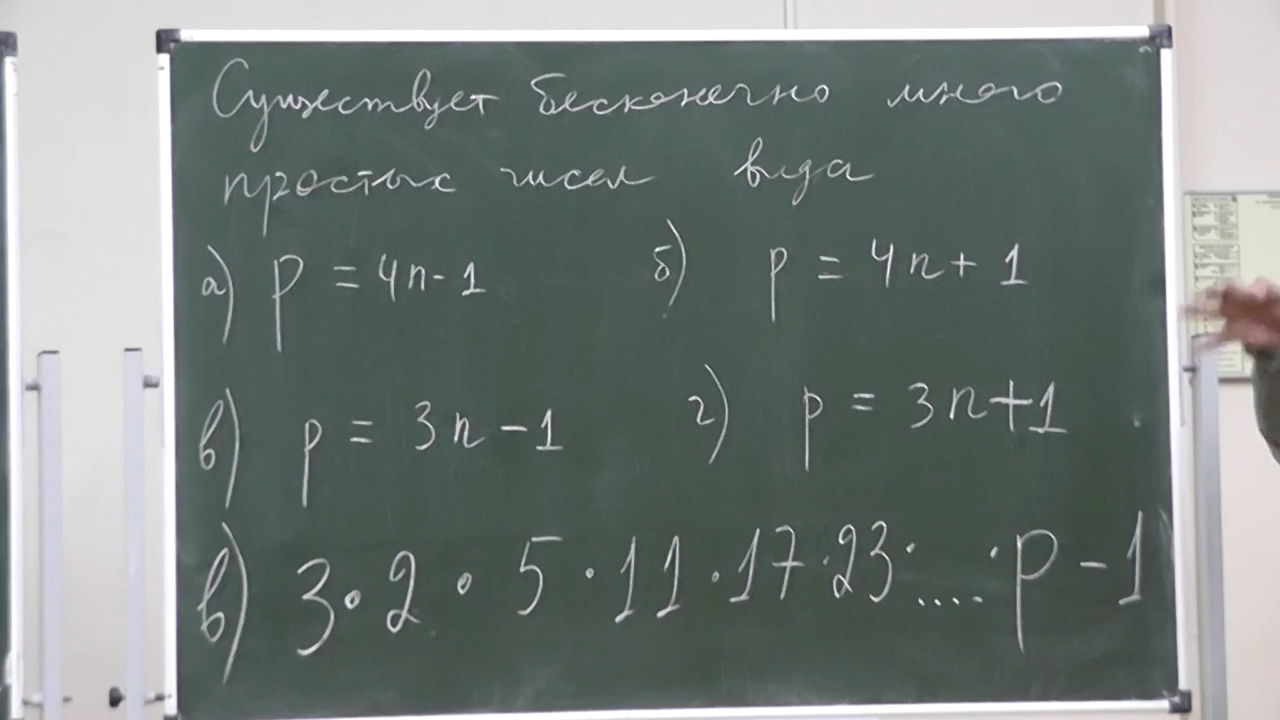 Существует бесконечно много
простых чисел вида
а) p = 4n - 1 б) p = 4n + 1
в) p = 3n - 1 г) p = 3n + 1
в) 3 · 2 · 5 · 11 · 17 · 23 · .... · p - 1